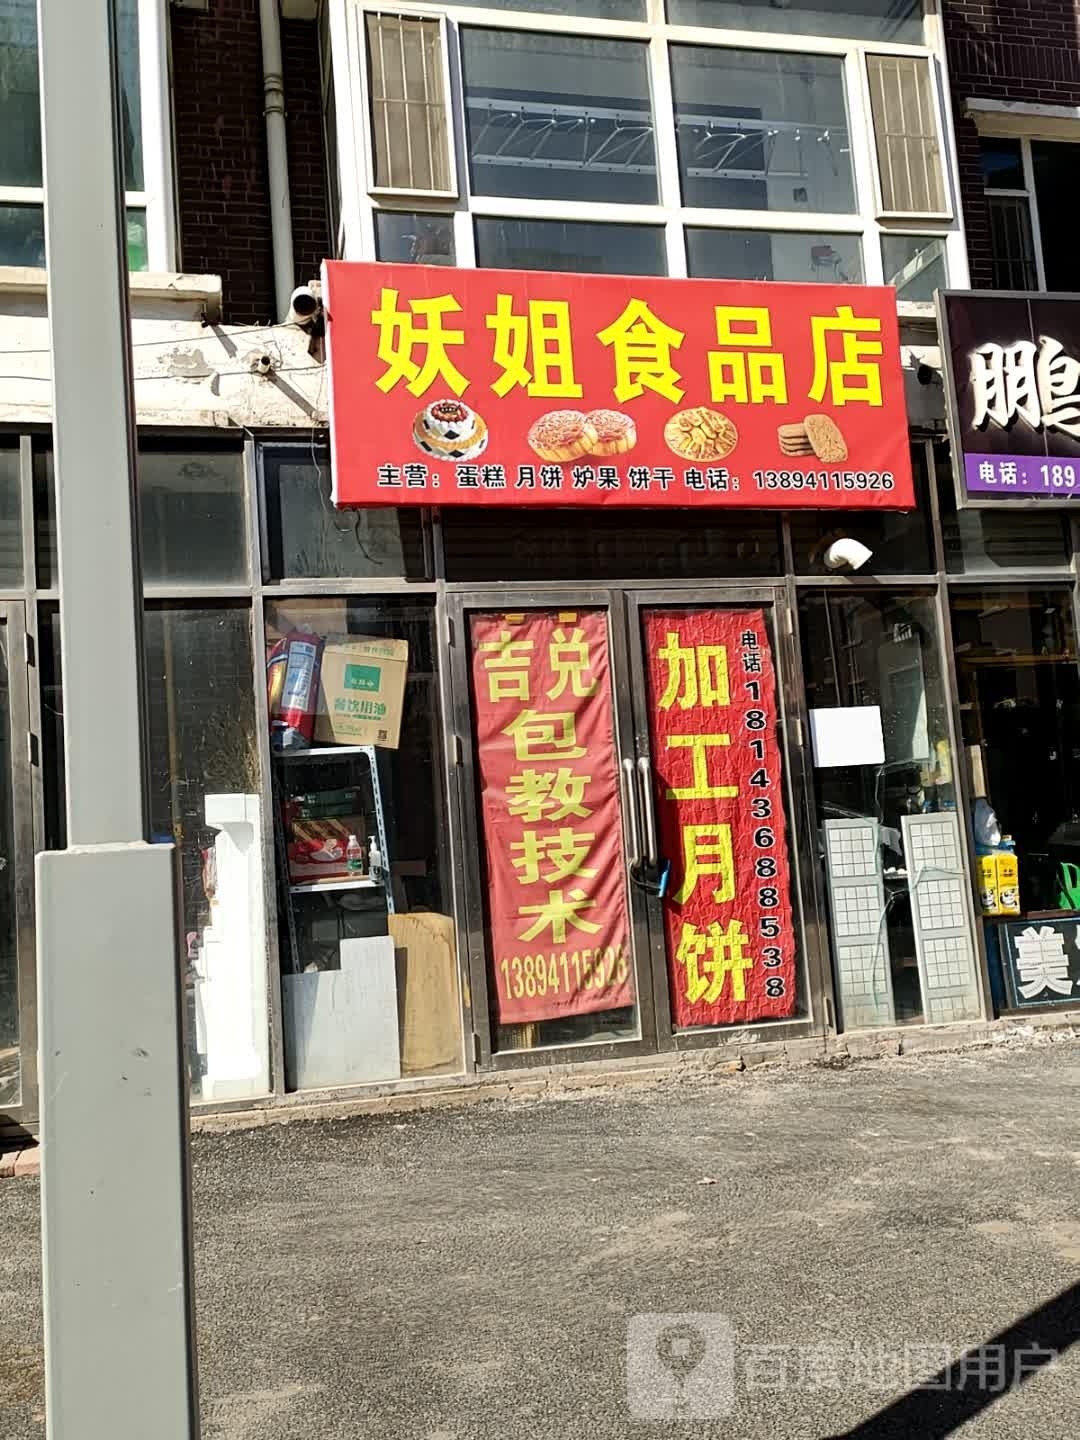 妖姐食品店
主营：蛋糕 月饼 炉果 饼干 电话：13894115926
鹏
电话：189
餐饮用油
吉兑
包教技术
13894115926
加工月饼
电话18143688538
美
百度地图用户